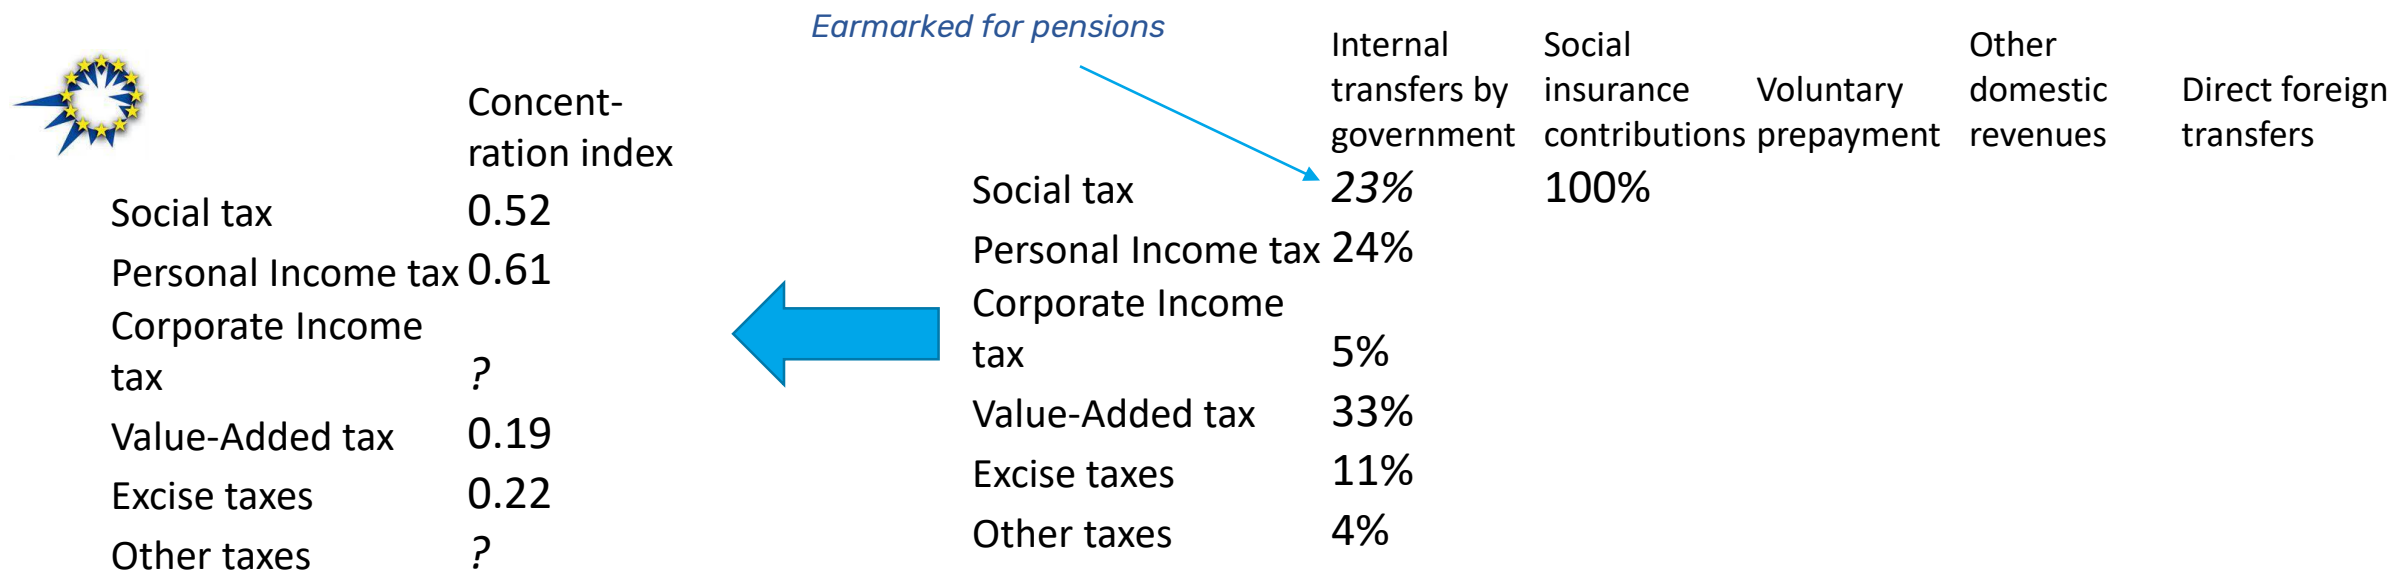 Earmarked for pensions
Concent-
ration index
Social tax 0.52
Personal Income tax 0.61
Corporate Income
tax ?
Value-Added tax 0.19
Excise taxes 0.22
Other taxes ?
Internal
transfers by
government
Social
insurance
contributions
Voluntary
prepayment
Other
domestic
revenues
Direct foreign
transfers
Social tax 23% 100%
Personal Income tax 24%
Corporate Income
tax 5%
Value-Added tax 33%
Excise taxes 11%
Other taxes 4%